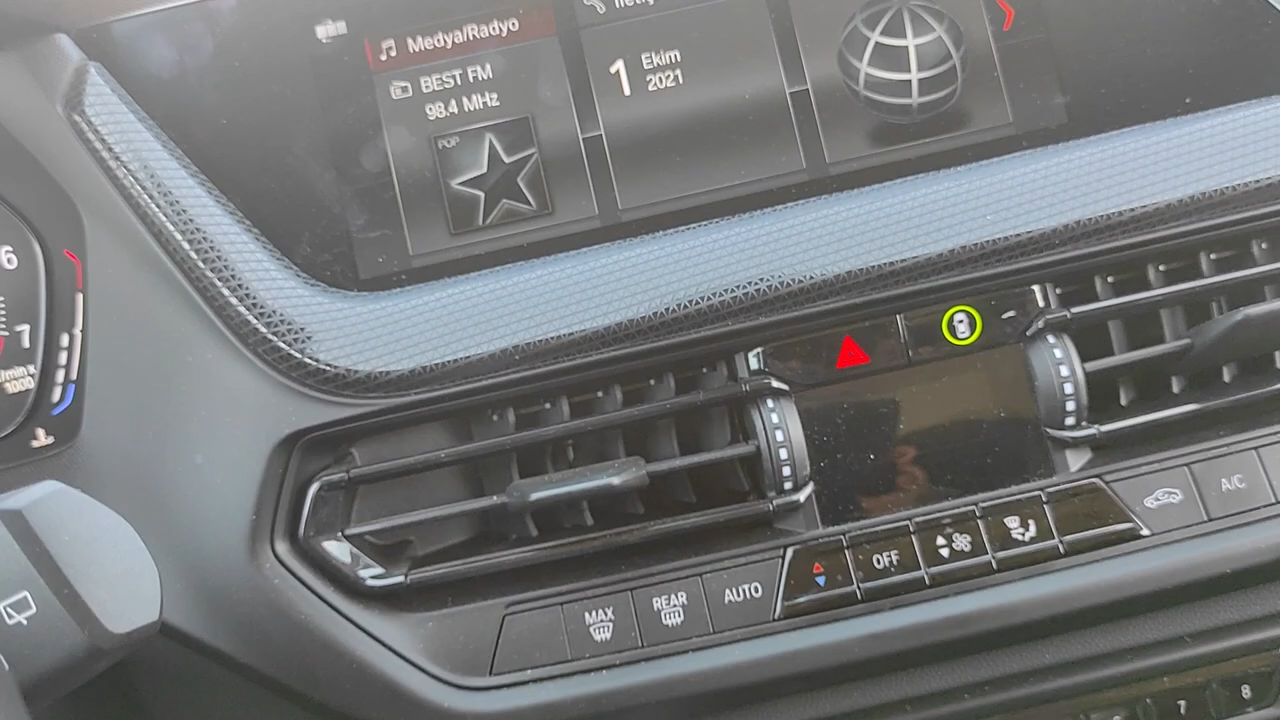 Medya/Radyo
BEST FM
98.4 MHz
POP
1 Ekim
2021
6
7
1/min x
1000
MAX
REAR
AUTO
OFF
A/C
7
8